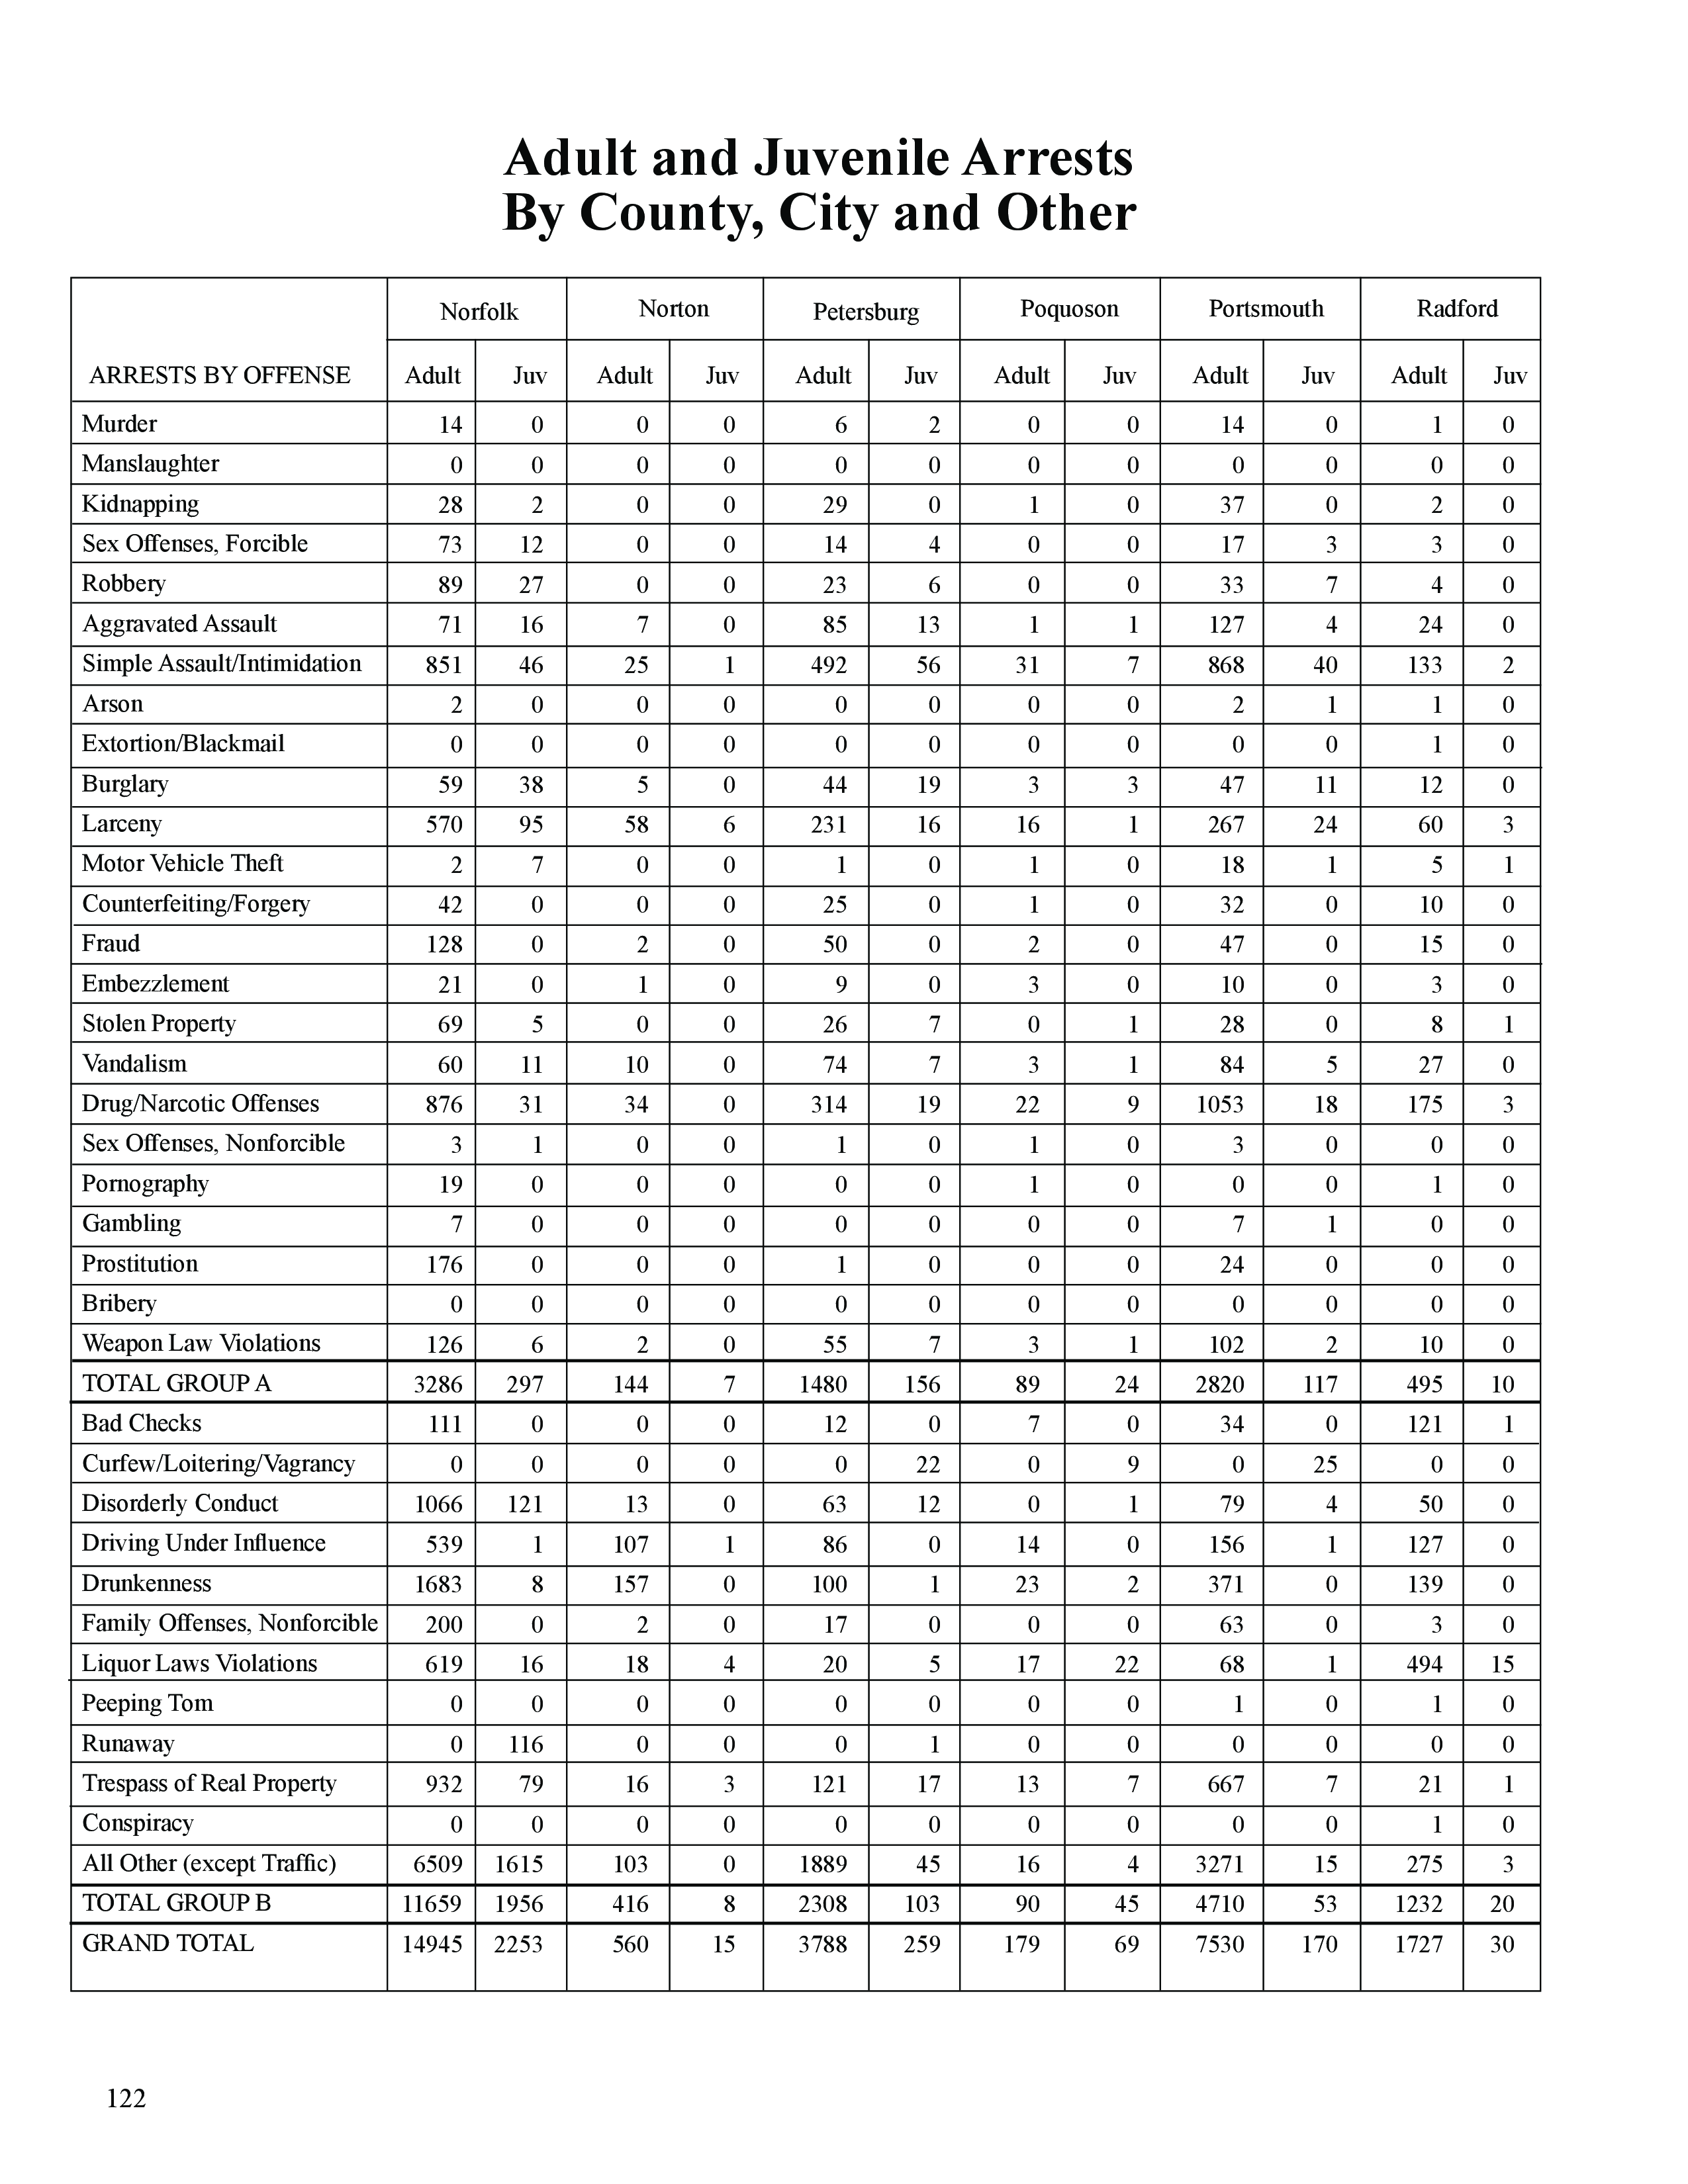 Adult and Juvenile Arrests
By County, City and Other
Norfolk Norton Petersburg Poquoson Portsmouth Radford
ARRESTS BY OFFENSE Adult Juv Adult Juv Adult Juv Adult Juv Adult Juv Adult Juv
Murder 14 0 0 0 6 2 0 0 14 0 1 0
Manslaughter 0 0 0 0 0 0 0 0 0 0 0 0
Kidnapping 28 2 0 0 29 0 1 0 37 0 2 0
Sex Offenses, Forcible 73 12 0 0 14 4 0 0 17 3 3 0
Robbery 89 27 0 0 23 6 0 0 33 7 4 0
Aggravated Assault 71 16 7 0 85 13 1 1 127 4 24 0
Simple Assault/Intimidation 851 46 25 1 492 56 31 7 868 40 133 2
Arson 2 0 0 0 0 0 0 0 2 1 1 0
Extortion/Blackmail 0 0 0 0 0 0 0 0 0 0 1 0
Burglary 59 38 5 0 44 19 3 3 47 11 12 0
Larceny 570 95 58 6 231 16 16 1 267 24 60 3
Motor Vehicle Theft 2 7 0 0 1 0 1 0 18 1 5 1
Counterfeiting/Forgery 42 0 0 0 25 0 1 0 32 0 10 0
Fraud 128 0 2 0 50 0 2 0 47 0 15 0
Embezzlement 21 0 1 0 9 0 3 0 10 0 3 0
Stolen Property 69 5 0 0 26 7 0 1 28 0 8 1
Vandalism 60 11 10 0 74 7 3 1 84 5 27 0
Drug/Narcotic Offenses 876 31 34 0 314 19 22 9 1053 18 175 3
Sex Offenses, Nonforcible 3 1 0 0 1 0 1 0 3 0 0 0
Pornography 19 0 0 0 0 0 1 0 0 0 1 0
Gambling 7 0 0 0 0 0 0 0 7 1 0 0
Prostitution 176 0 0 0 1 0 0 0 24 0 0 0
Bribery 0 0 0 0 0 0 0 0 0 0 0 0
Weapon Law Violations 126 6 2 0 55 7 3 1 102 2 10 0
TOTAL GROUP A 3286 297 144 7 1480 156 89 24 2820 117 495 10
Bad Checks 111 0 0 0 12 0 7 0 34 0 121 1
Curfew/Loitering/Vagrancy 0 0 0 0 0 22 0 9 0 25 0 0
Disorderly Conduct 1066 121 13 0 63 12 0 1 79 4 50 0
Driving Under Influence 539 1 107 1 86 0 14 0 156 1 127 0
Drunkenness 1683 8 157 0 100 1 23 2 371 0 139 0
Family Offenses, Nonforcible 200 0 2 0 17 0 0 0 63 0 3 0
Liquor Laws Violations 619 16 18 4 20 5 17 22 68 1 494 15
Peeping Tom 0 0 0 0 0 0 0 0 1 0 1 0
Runaway 0 116 0 0 0 1 0 0 0 0 0 0
Trespass of Real Property 932 79 16 3 121 17 13 7 667 7 21 1
Conspiracy 0 0 0 0 0 0 0 0 0 0 1 0
All Other (except Traffic) 6509 1615 103 0 1889 45 16 4 3271 15 275 3
TOTAL GROUP B 11659 1956 416 8 2308 103 90 45 4710 53 1232 20
GRAND TOTAL 14945 2253 560 15 3788 259 179 69 7530 170 1727 30
122